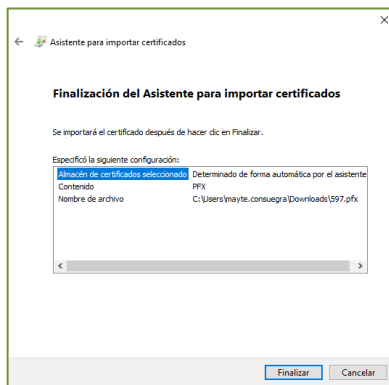 Asistente para importar certificados
Finalización del Asistente para importar certificados
Se importará el certificado después de hacer clic en Finalizar.
Especificó la siguiente configuración:
Almacén de certificados seleccionado Determinado de forma automática por el asistente
Contenido PFX
Nombre de archivo C:\Users\mayte.consuegra\Downloads\597.pfx
Finalizar Cancelar